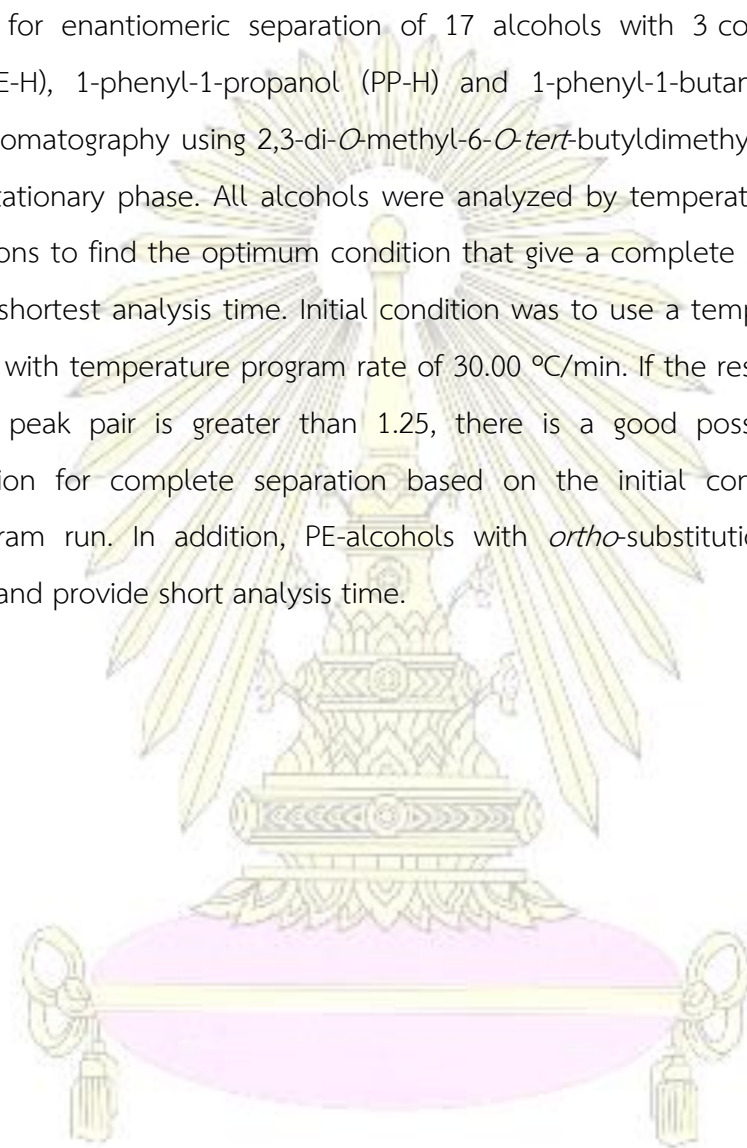 for enantiomeric separation of 17 alcohols with 3 co
E-H), 1-phenyl-1-propanol (PP-H) and 1-phenyl-1-butan
omatography using 2,3-di-O-methyl-6-O-tert-butyldimethy
tationary phase. All alcohols were analyzed by temperat
ons to find the optimum condition that give a complete
shortest analysis time. Initial condition was to use a temp
with temperature program rate of 30.00 °C/min. If the res
peak pair is greater than 1.25, there is a good poss
ion for complete separation based on the initial con
ram run. In addition, PE-alcohols with ortho-substitutio
and provide short analysis time.